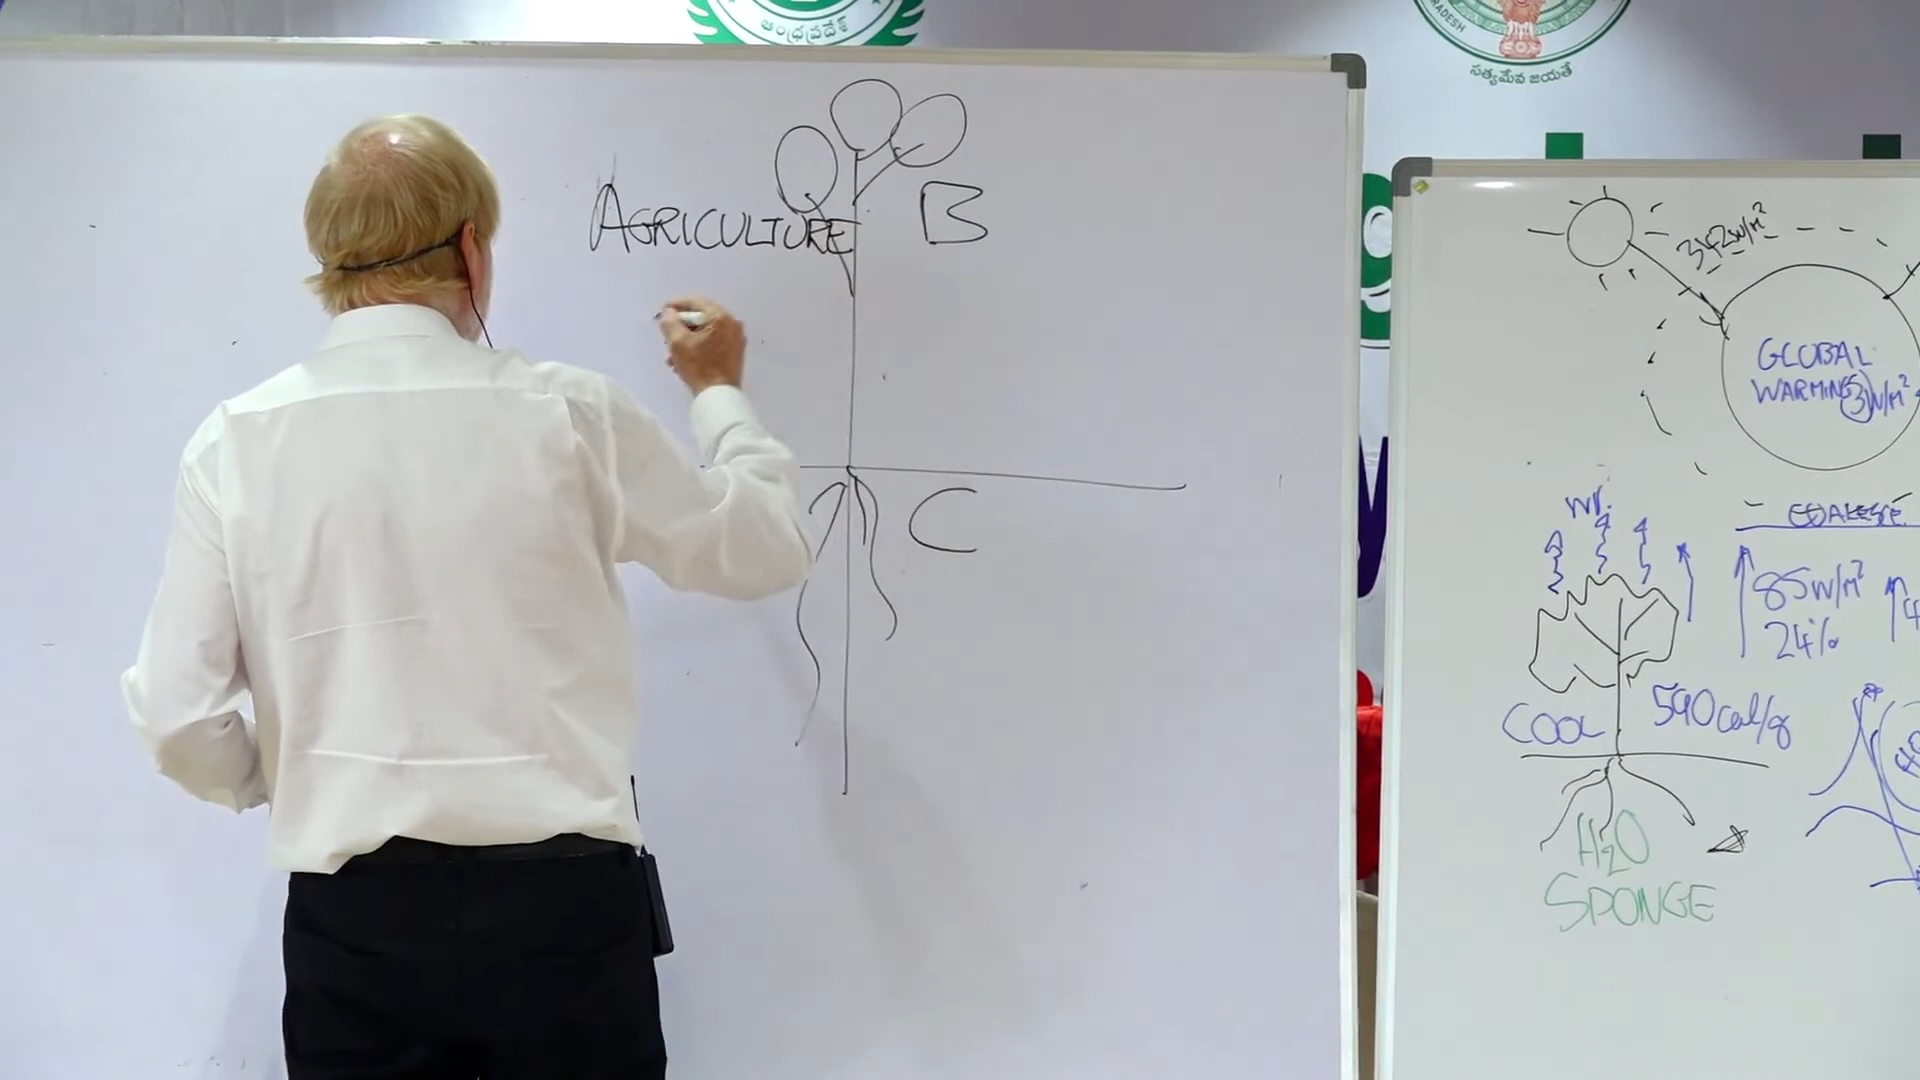 ఆంధ్రప్రదేశ్
RADESH
సత్యమేవ జయతే
AGRICULTURE
B
C
342W/M²
GLOBAL
WARMING 3W/M²
85W/M²
24%
COOL
590cal/g
H₂O
SPONGE